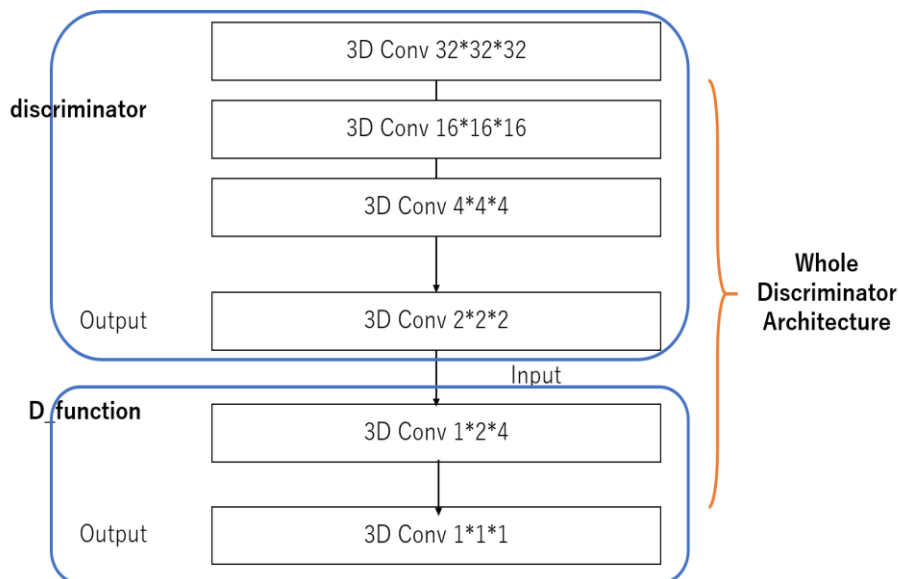 3D Conv 32*32*32
discriminator
3D Conv 16*16*16
3D Conv 4*4*4
Whole
Discriminator
Architecture
Output
3D Conv 2*2*2
Input
D_function
3D Conv 1*2*4
Output
3D Conv 1*1*1